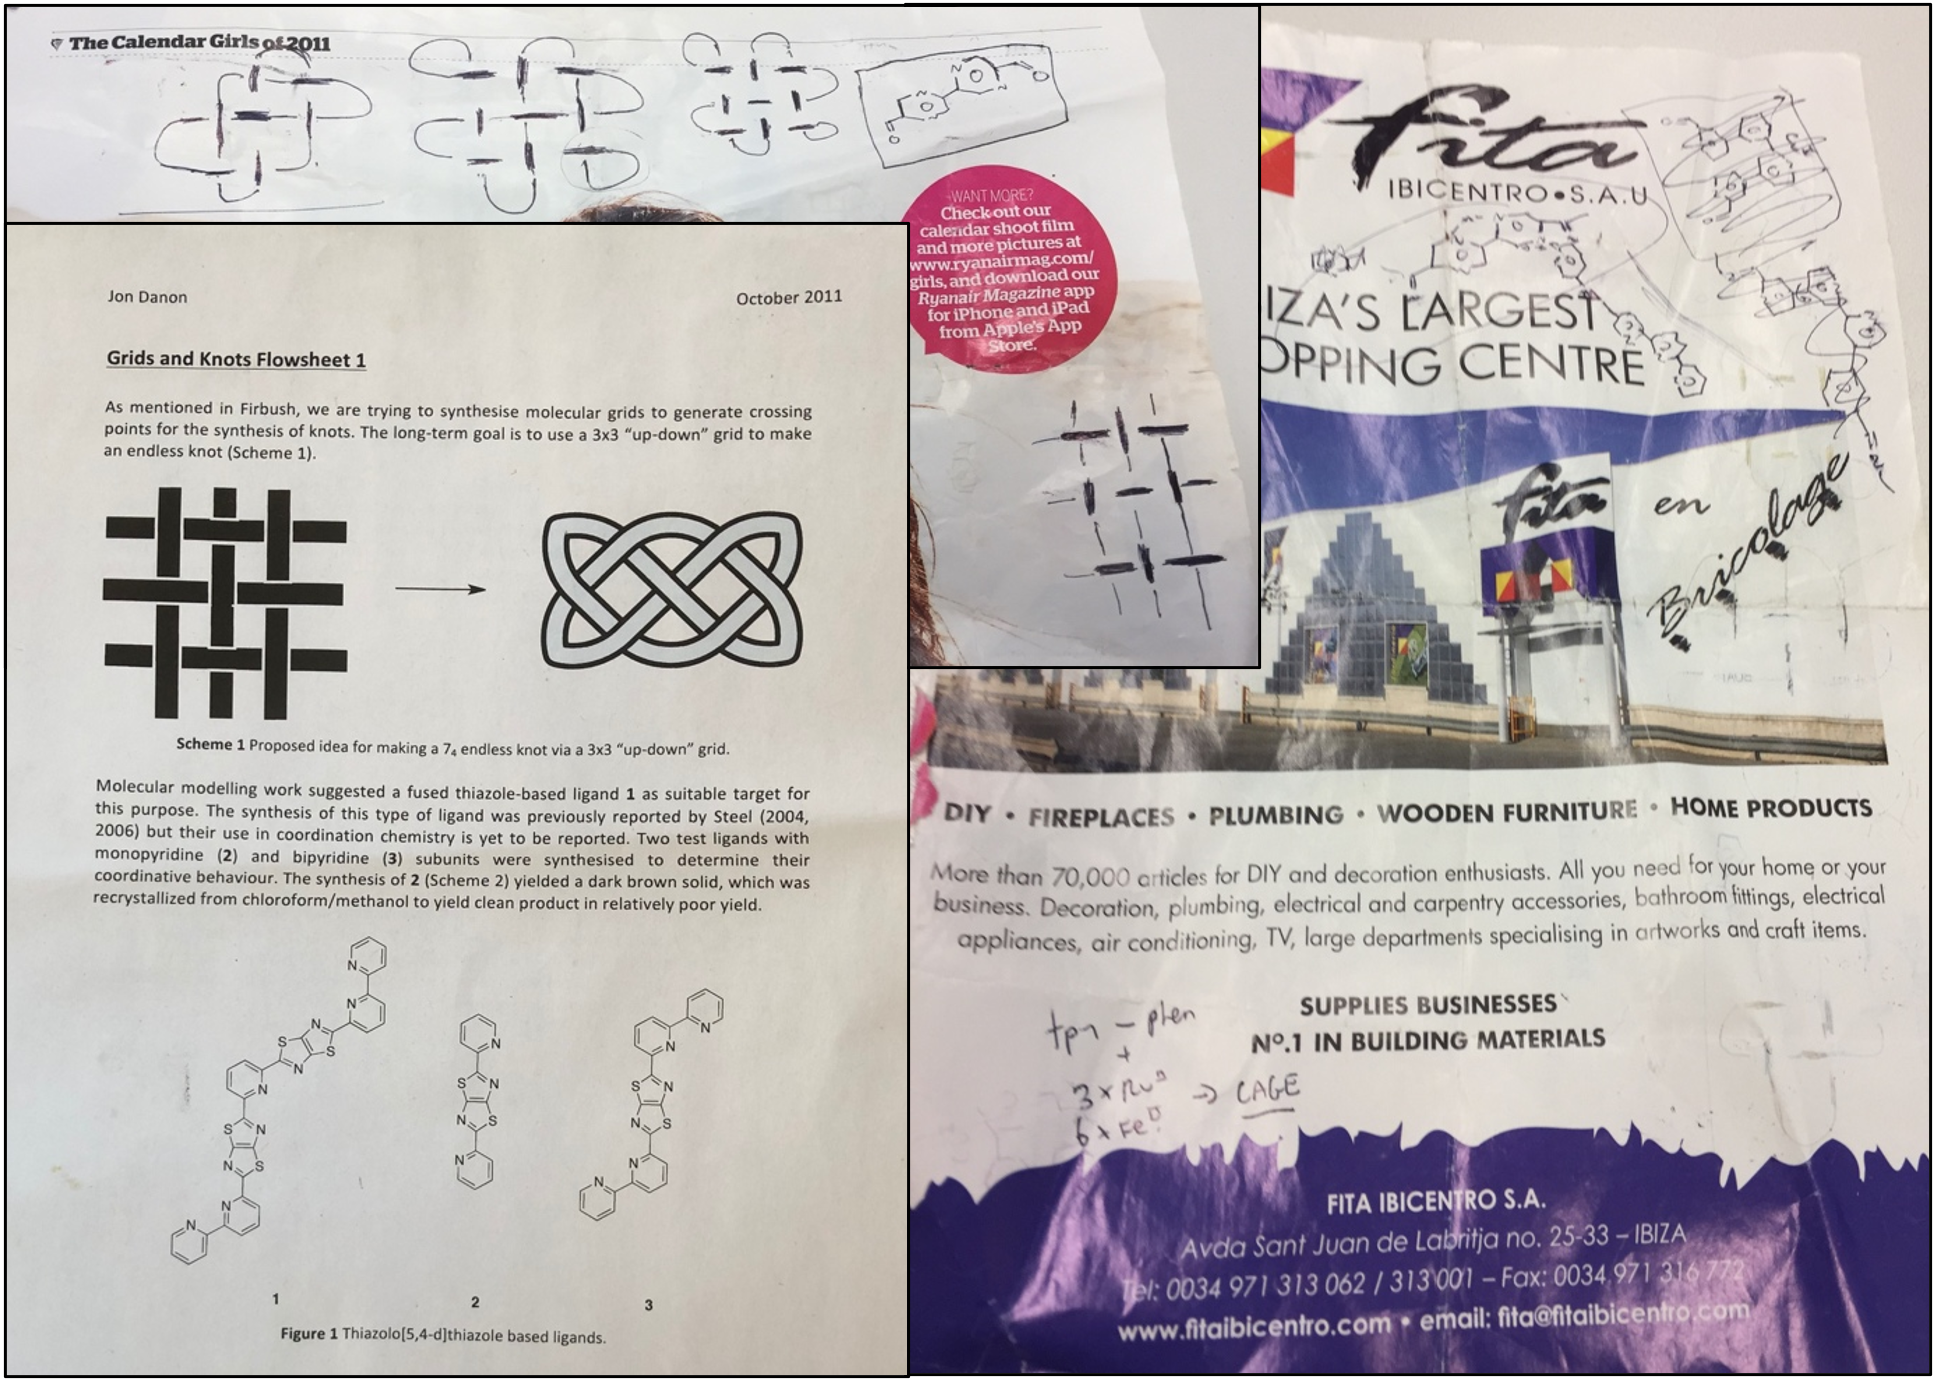 The Calendar Girls of 2011
WANT MORE?
Check out our
calendar shoot film
and more pictures at
www.ryanairmag.com/
girls, and download our
Ryanair Magazine app
for iPhone and iPad
from Apple's App
Store.
Jon Danon
October 2011
Grids and Knots Flowsheet 1
As mentioned in Firbush, we are trying to synthesise molecular grids to generate crossing
points for the synthesis of knots. The long-term goal is to use a 3x3 “up-down” grid to make
an endless knot (Scheme 1).
Scheme 1 Proposed idea for making a 7₄ endless knot via a 3x3 “up-down” grid.
Molecular modelling work suggested a fused thiazole-based ligand 1 as suitable target for
this purpose. The synthesis of this type of ligand was previously reported by Steel (2004,
2006) but their use in coordination chemistry is yet to be reported. Two test ligands with
monopyridine (2) and bipyridine (3) subunits were synthesised to determine their
coordinative behaviour. The synthesis of 2 (Scheme 2) yielded a dark brown solid, which was
recrystallized from chloroform/methanol to yield clean product in relatively poor yield.
1
2
3
Figure 1 Thiazolo[5,4-d]thiazole based ligands.
fita
IBICENTRO•S.A.U
IZA'S LARGEST
OPPING CENTRE
fita
en
Bricolage
DIY • FIREPLACES • PLUMBING • WOODEN FURNITURE • HOME PRODUCTS
More than 70,000 articles for DIY and decoration enthusiasts. All you need for your home or your
business. Decoration, plumbing, electrical and carpentry accessories, bathroom fittings, electrical
appliances, air conditioning, TV, large departments specialising in artworks and craft items.
SUPPLIES BUSINESSES
Nº.1 IN BUILDING MATERIALS
phen
+
3 x Ru → CAGE
6 x Fe
FITA IBICENTRO S.A.
Avda Sant Juan de Labritja no. 25-33 – IBIZA
Tel: 0034 971 313 062 / 313 001 – Fax: 0034 971 316 772
www.fitaibicentro.com • email: fita@fitaibicentro.com